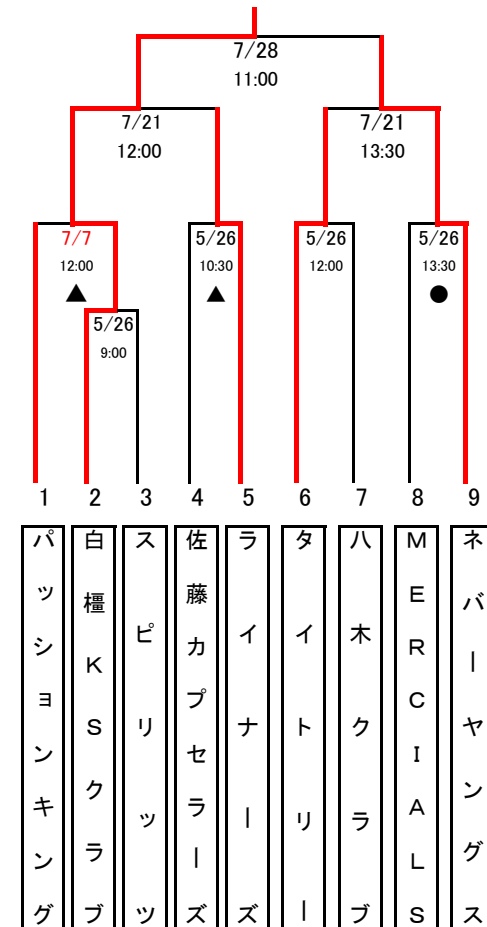 7/28
11:00
7/21
12:00
7/21
13:30
7/7
12:00
▲
5/26
10:30
▲
5/26
12:00
5/26
13:30
●
5/26
9:00
1 2 3 4 5 6 7 8 9
パッションキング
白橿KSクラブ
スピリッツ
佐藤カプセラーズ
ライナーズ
タイトリー
八木クラブ
MERCIALS
ネバーヤングス